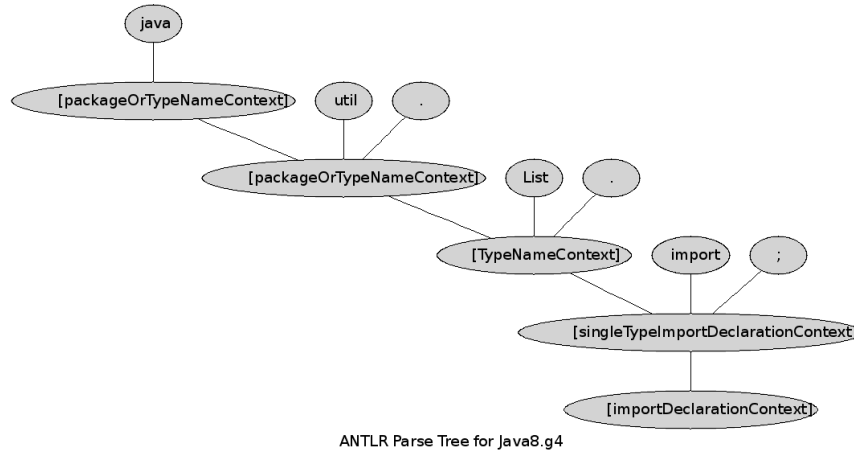 java
[packageOrTypeNameContext]
util
.
[packageOrTypeNameContext]
List
.
[TypeNameContext]
import
;
[singleTypeImportDeclarationContext
[importDeclarationContext]
ANTLR Parse Tree for Java8.g4